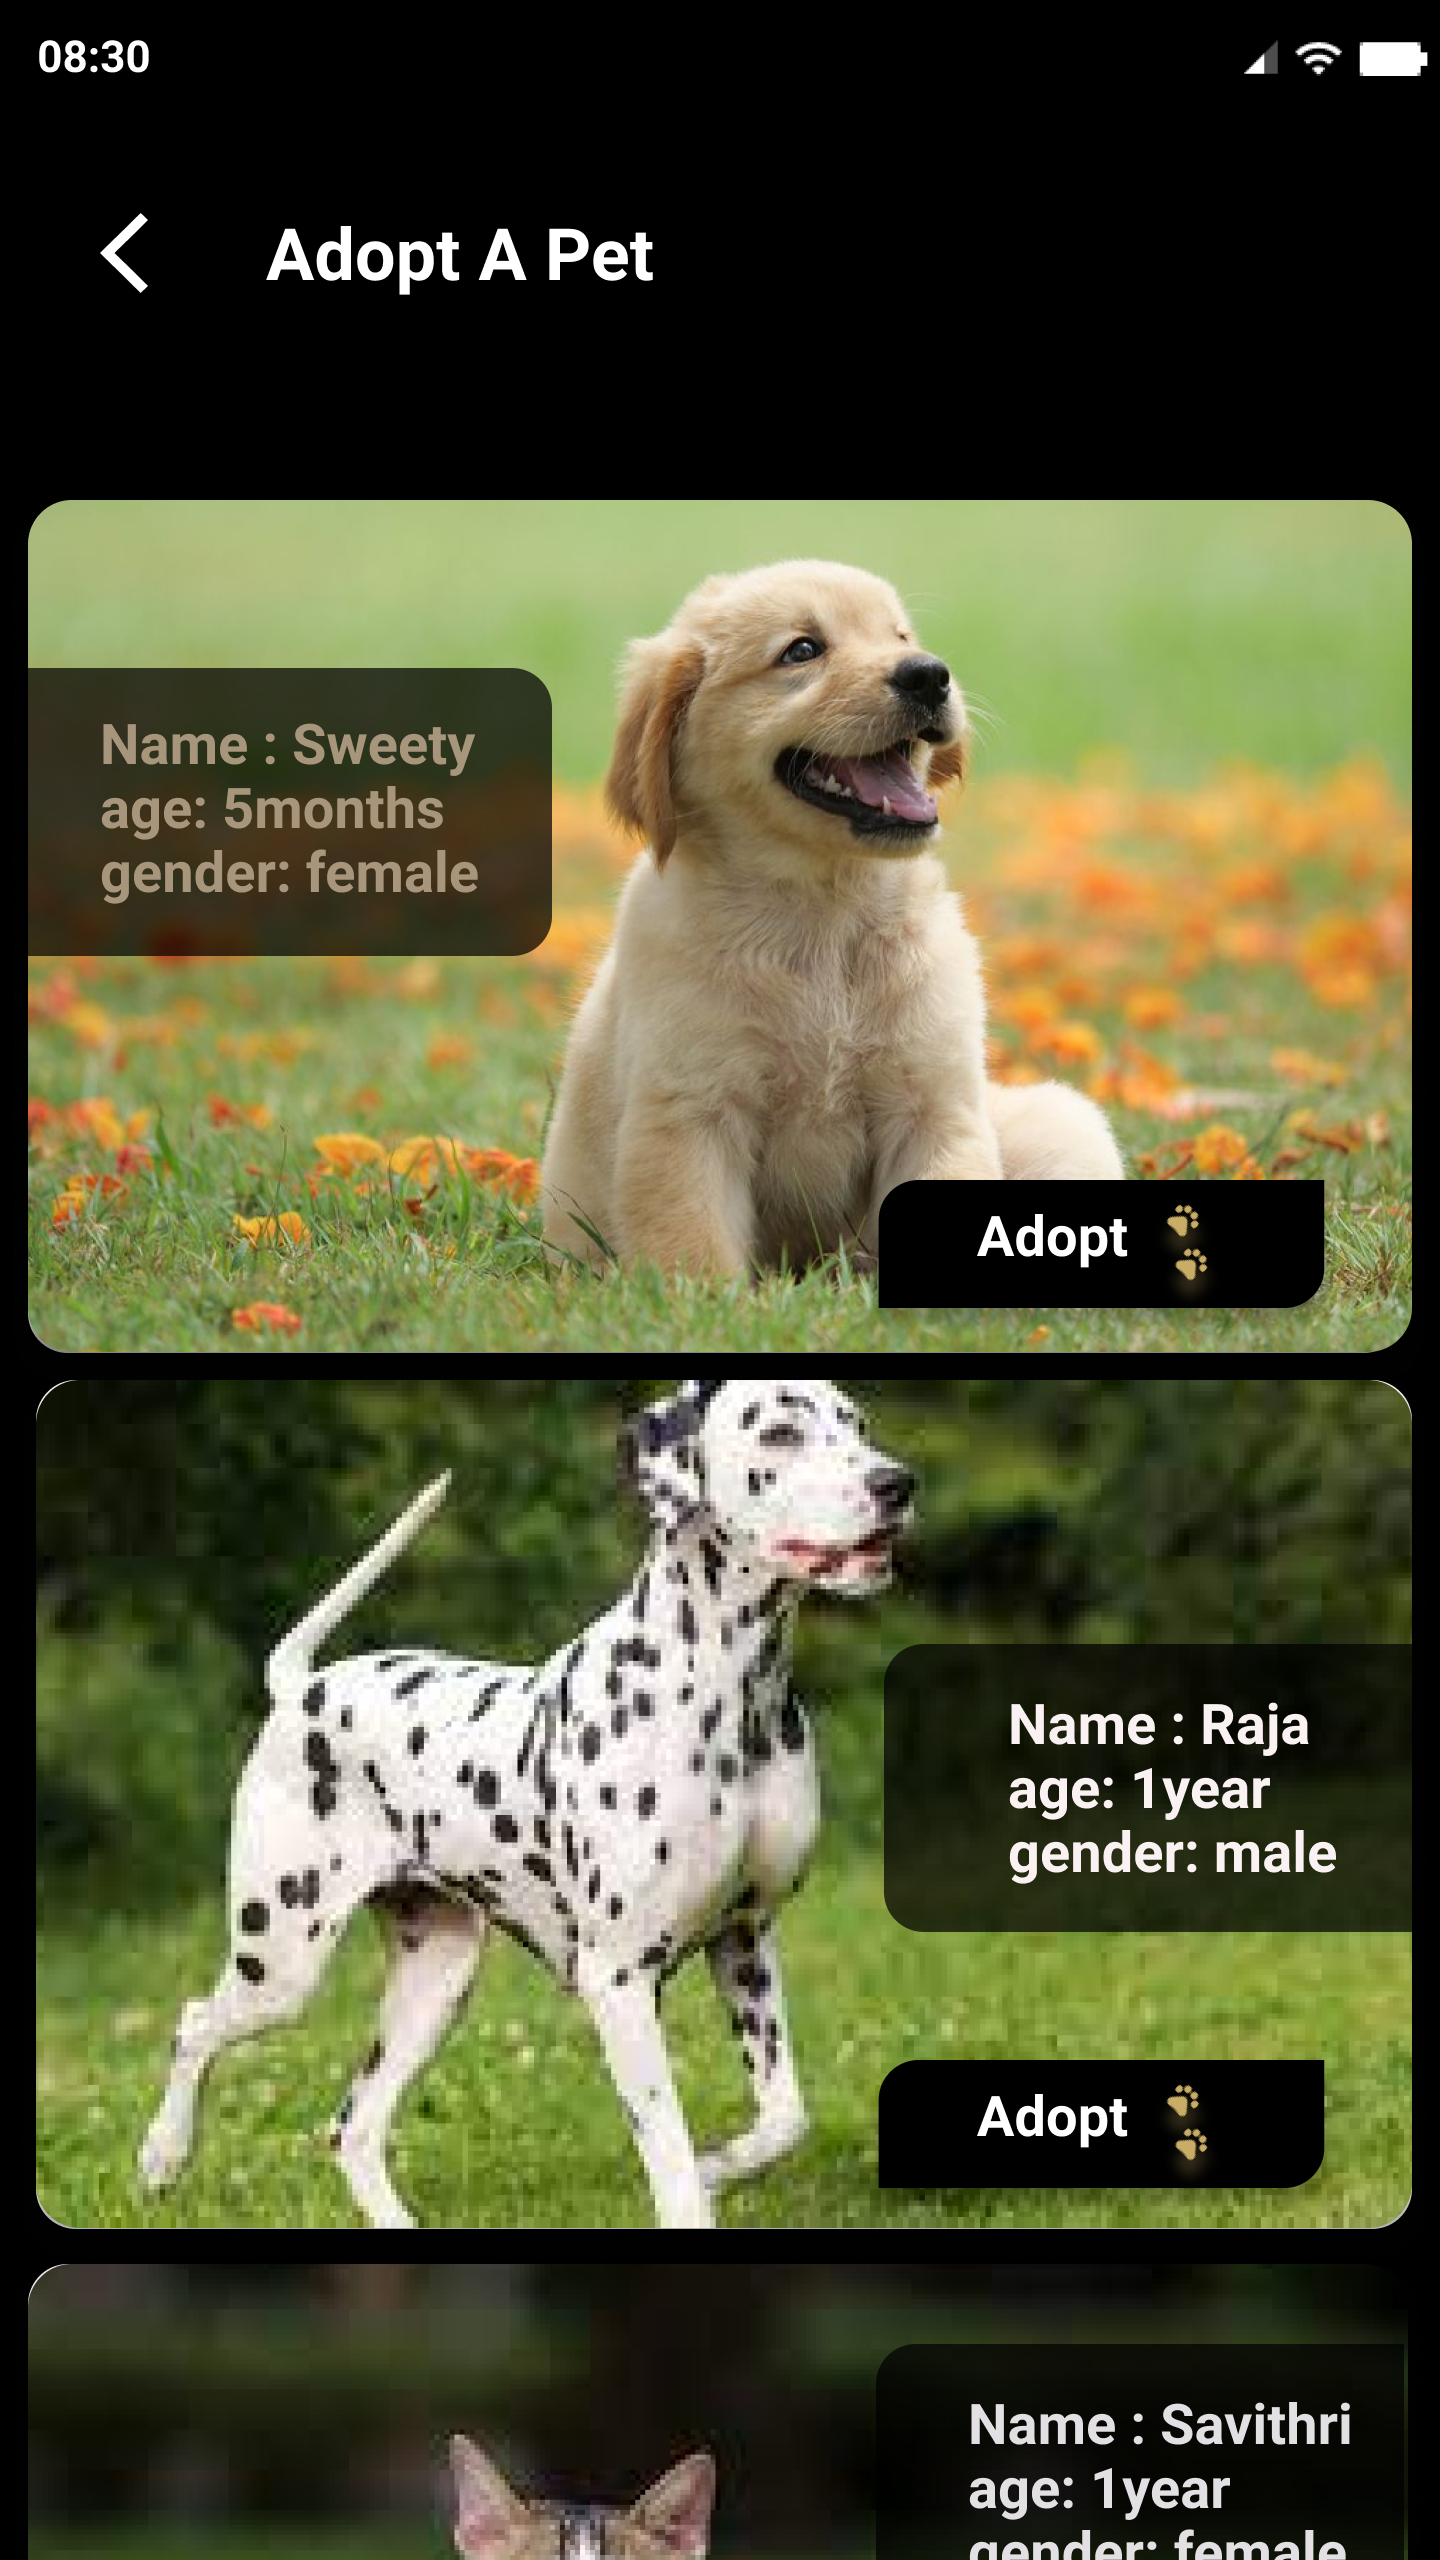 08:30
Adopt A Pet
Name : Sweety
age: 5months
gender: female
Adopt
Name : Raja
age: 1year
gender: male
Adopt
Name : Savithri
age: 1year
gender: female